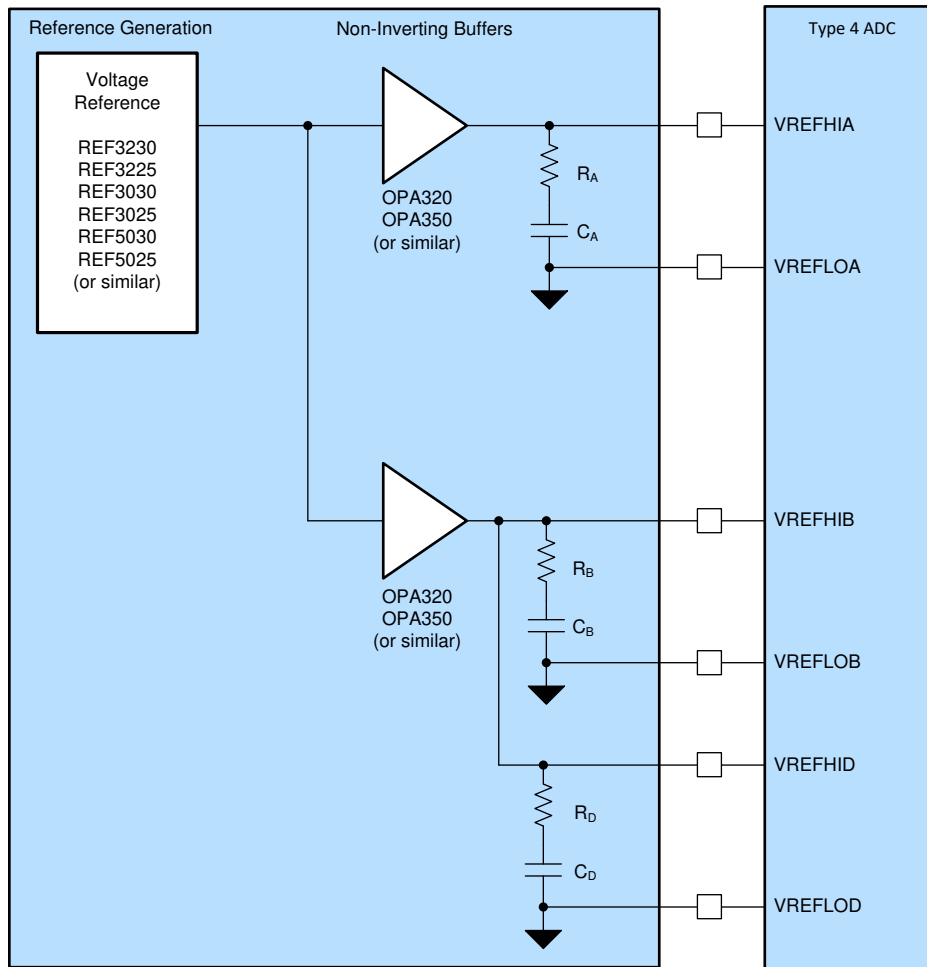 Reference Generation
Non-Inverting Buffers
Type 4 ADC
Voltage
Reference
REF3230
REF3225
REF3030
REF3025
REF5030
REF5025
(or similar)
OPA320
OPA350
(or similar)
RA
CA
VREFHIA
VREFLOA
OPA320
OPA350
(or similar)
RB
CB
VREFHIB
VREFLOB
RD
CD
VREFHID
VREFLOD